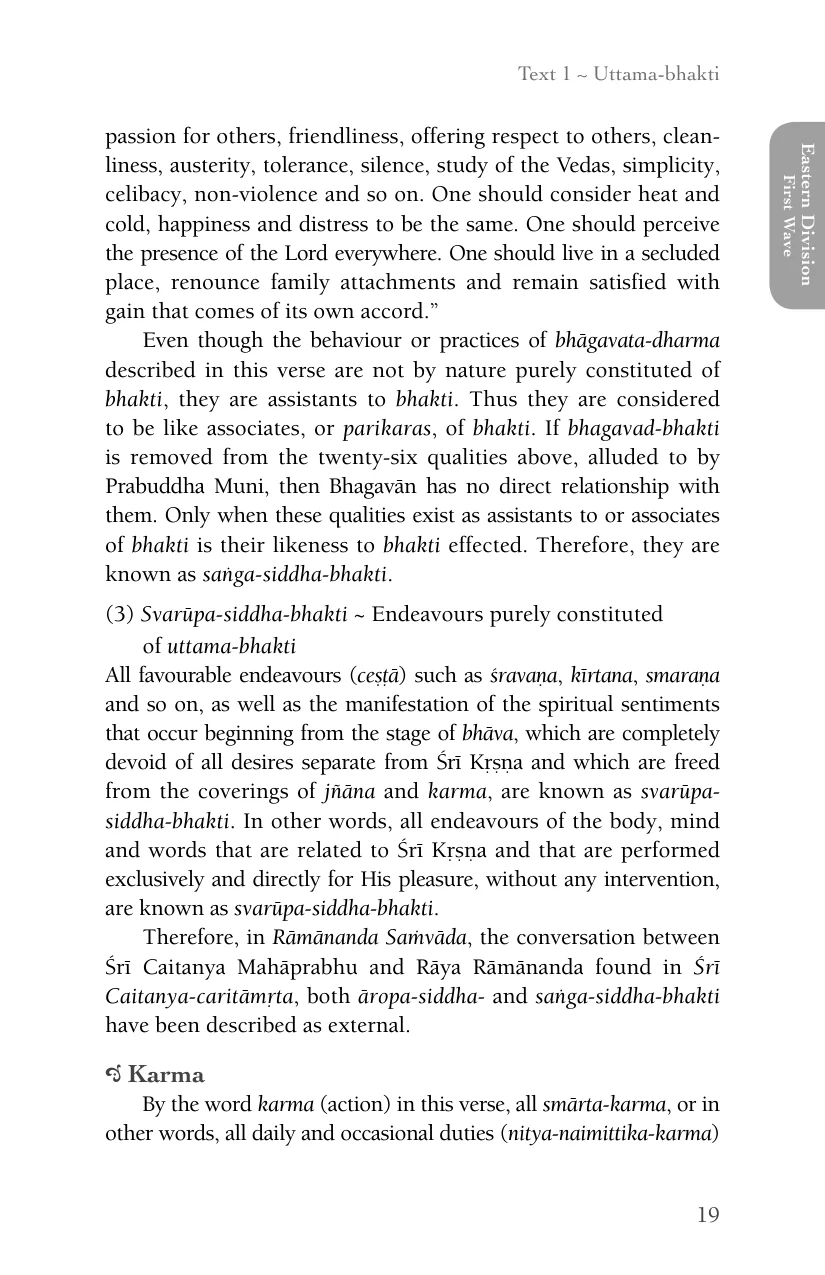 Text 1 ~ Uttama-bhakti
Eastern Division
First Wave
passion for others, friendliness, offering respect to others, clean-
liness, austerity, tolerance, silence, study of the Vedas, simplicity,
celibacy, non-violence and so on. One should consider heat and
cold, happiness and distress to be the same. One should perceive
the presence of the Lord everywhere. One should live in a secluded
place, renounce family attachments and remain satisfied with
gain that comes of its own accord.”
Even though the behaviour or practices of bhāgavata-dharma
described in this verse are not by nature purely constituted of
bhakti, they are assistants to bhakti. Thus they are considered
to be like associates, or parikaras, of bhakti. If bhagavad-bhakti
is removed from the twenty-six qualities above, alluded to by
Prabuddha Muni, then Bhagavān has no direct relationship with
them. Only when these qualities exist as assistants to or associates
of bhakti is their likeness to bhakti effected. Therefore, they are
known as saṅga-siddha-bhakti.
(3) Svarūpa-siddha-bhakti ~ Endeavours purely constituted
of uttama-bhakti
All favourable endeavours (ceṣṭā) such as śravaṇa, kīrtana, smaraṇa
and so on, as well as the manifestation of the spiritual sentiments
that occur beginning from the stage of bhāva, which are completely
devoid of all desires separate from Śrī Kṛṣṇa and which are freed
from the coverings of jñāna and karma, are known as svarūpa-
siddha-bhakti. In other words, all endeavours of the body, mind
and words that are related to Śrī Kṛṣṇa and that are performed
exclusively and directly for His pleasure, without any intervention,
are known as svarūpa-siddha-bhakti.
Therefore, in Rāmānanda Saṁvāda, the conversation between
Śrī Caitanya Mahāprabhu and Rāya Rāmānanda found in Śrī
Caitanya-caritāmṛta, both āropa-siddha- and saṅga-siddha-bhakti
have been described as external.
Karma
By the word karma (action) in this verse, all smārta-karma, or in
other words, all daily and occasional duties (nitya-naimittika-karma)
19